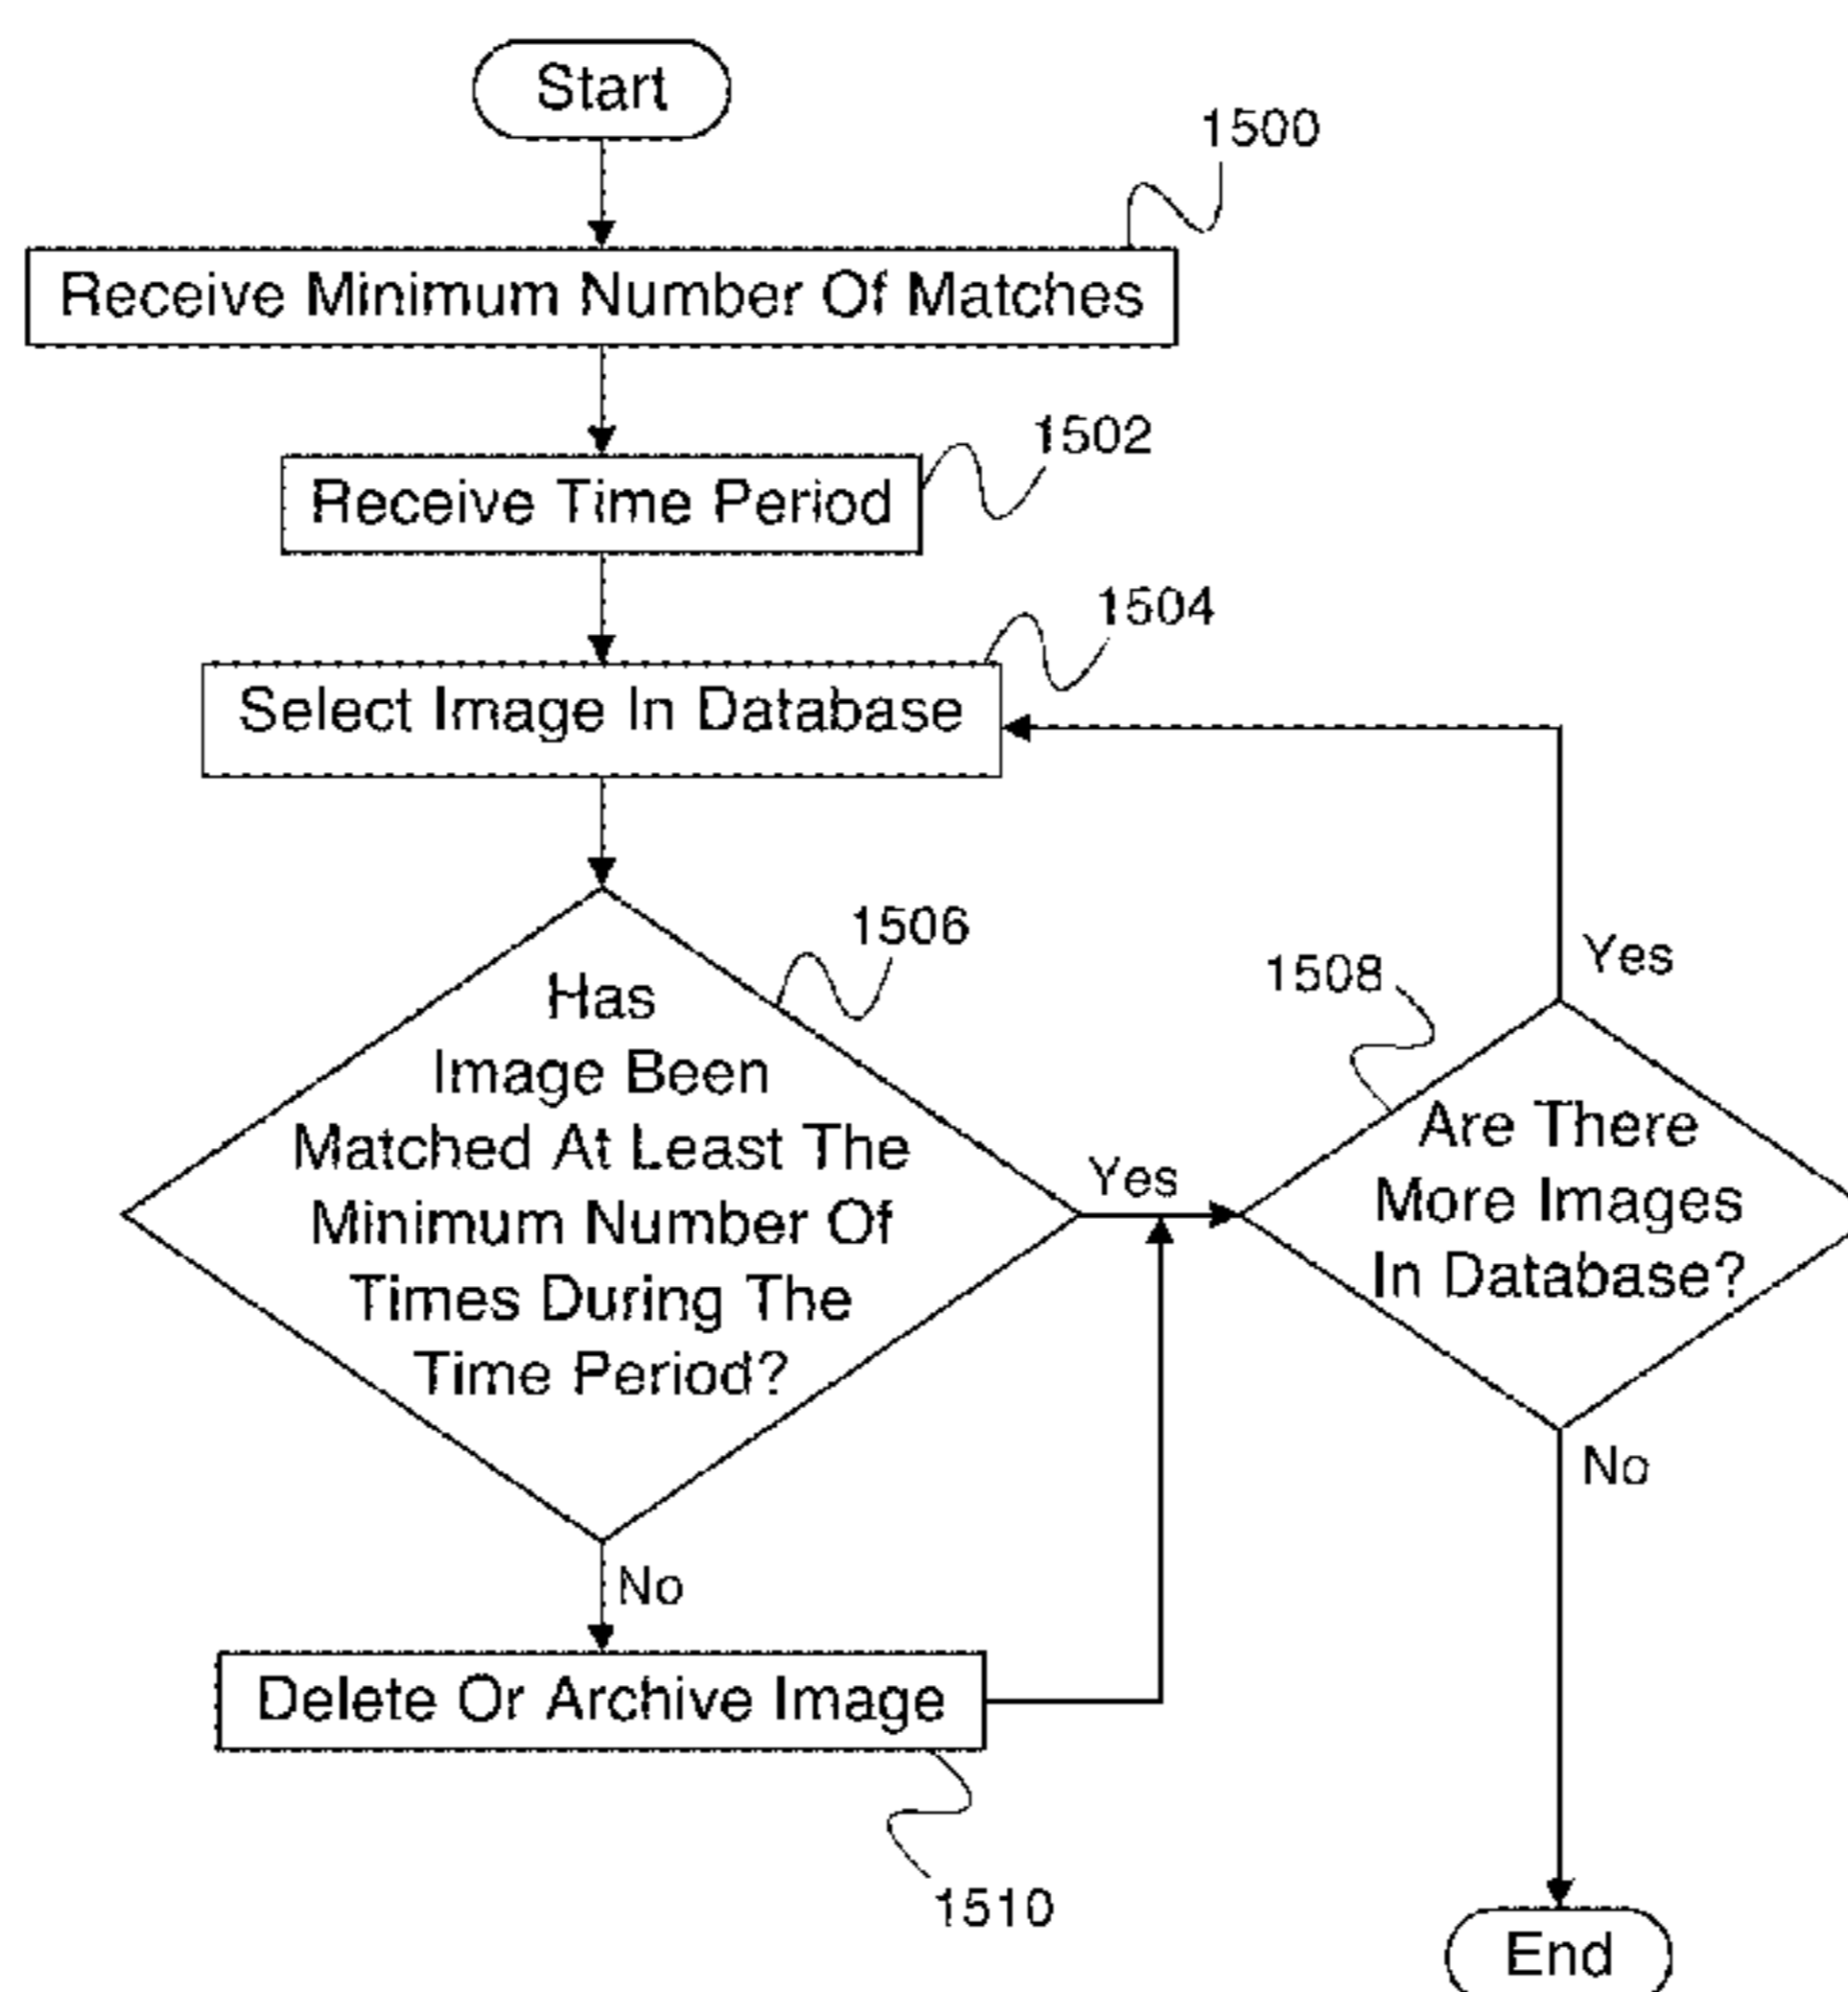 Start
1500
Receive Minimum Number Of Matches
1502
Receive Time Period
1504
Select Image In Database
1506
Has
Image Been
Matched At Least The
Minimum Number Of
Times During The
Time Period?
Yes
No
1508
Are There
More Images
In Database?
Yes
No
Delete Or Archive Image
1510
End